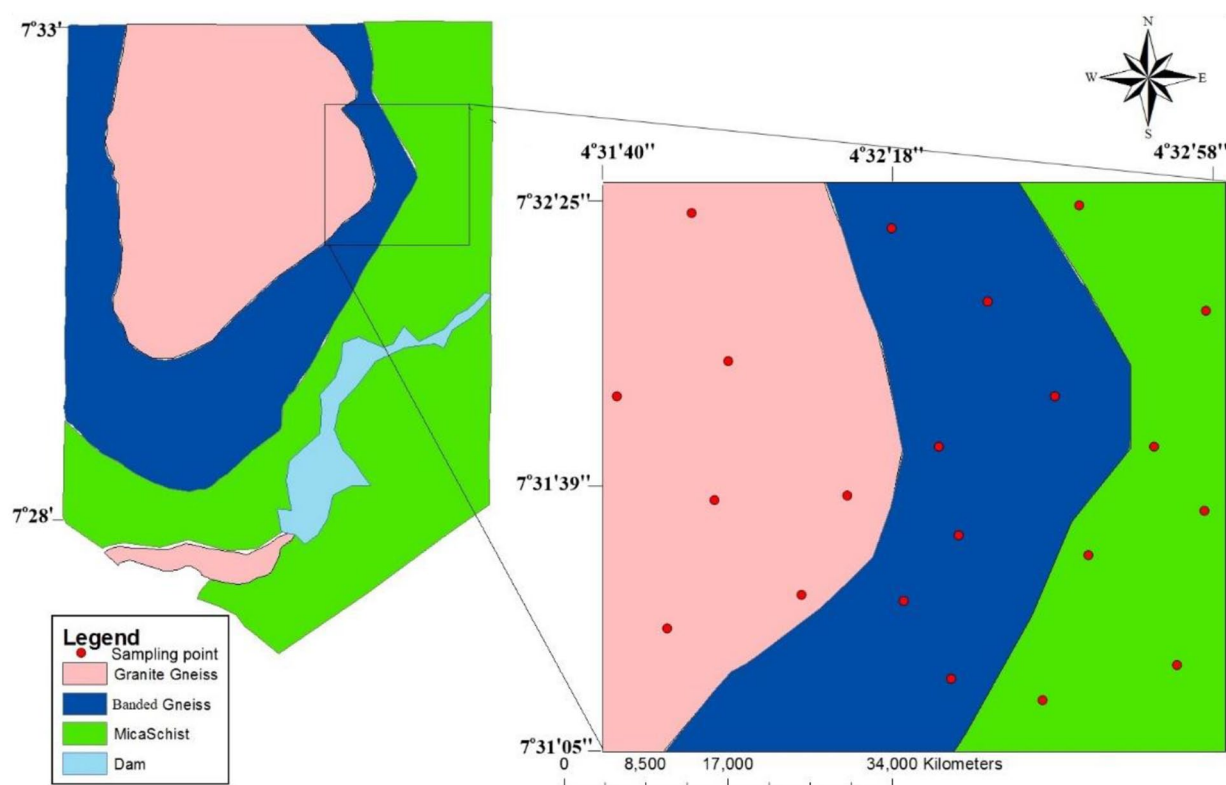 7°33'
7°28'
N
W E
S
4°31'40'' 4°32'18'' 4°32'58''
7°32'25''
7°31'39''
7°31'05''
0 8,500 17,000 34,000 Kilometers
Legend
Sampling point
Granite Gneiss
Banded Gneiss
MicaSchist
Dam